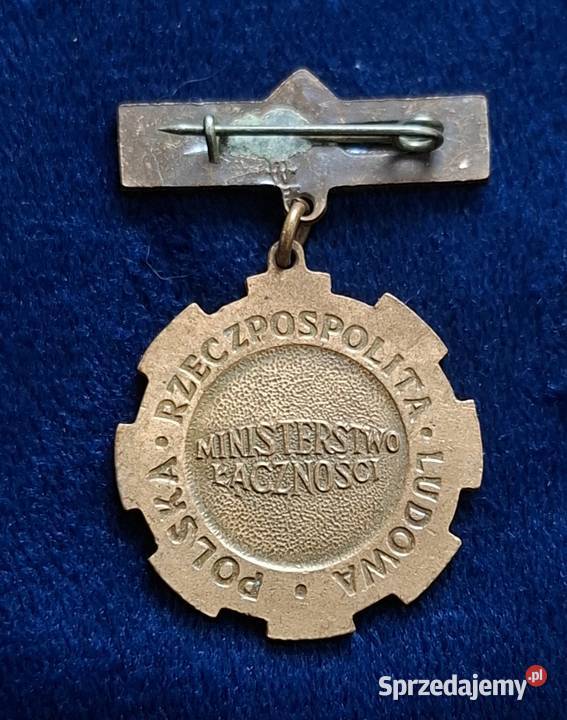 POLSKA • RZECZPOSPOLITA • LUDOWA •
MINISTERSTWO
ŁĄCZNOŚCI
Sprzedajemy.pl